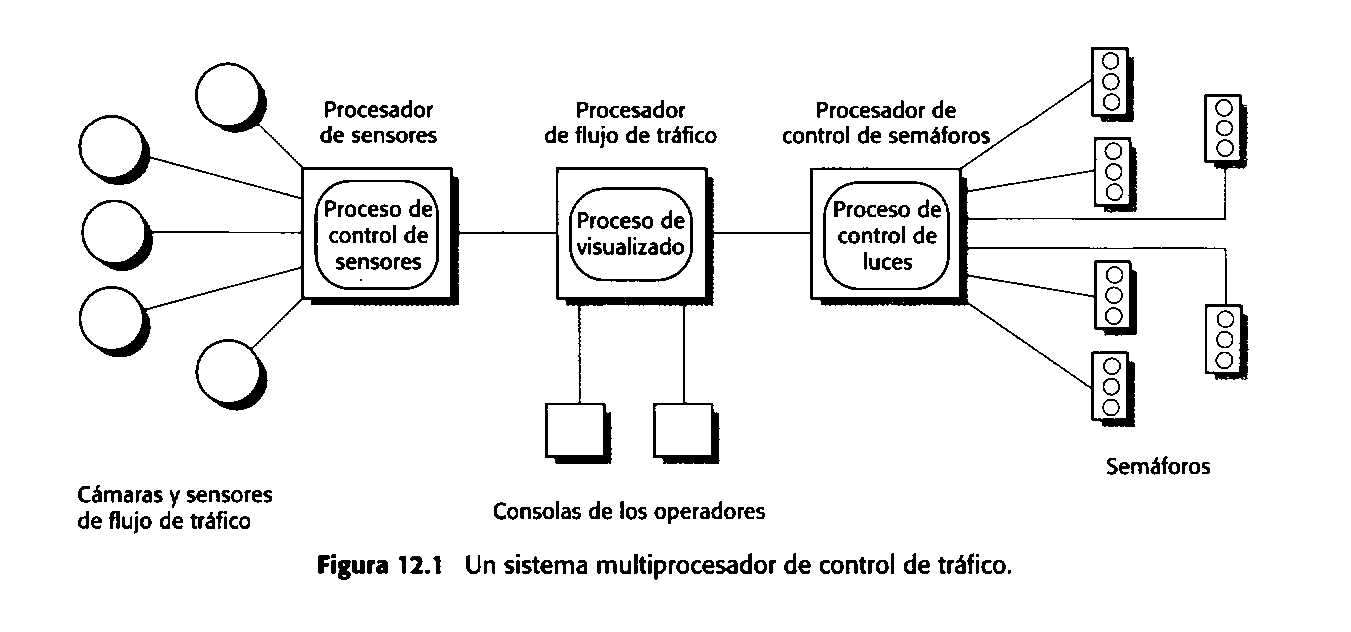 Procesador
de sensores
Procesador
de flujo de tráfico
Procesador de
control de semáforos
Proceso de
control de
sensores
Proceso de
visualizado
Proceso de
control de
luces
Semáforos
Cámaras y sensores
de flujo de tráfico
Consolas de los operadores
Figura 12.1 Un sistema multiprocesador de control de tráfico.